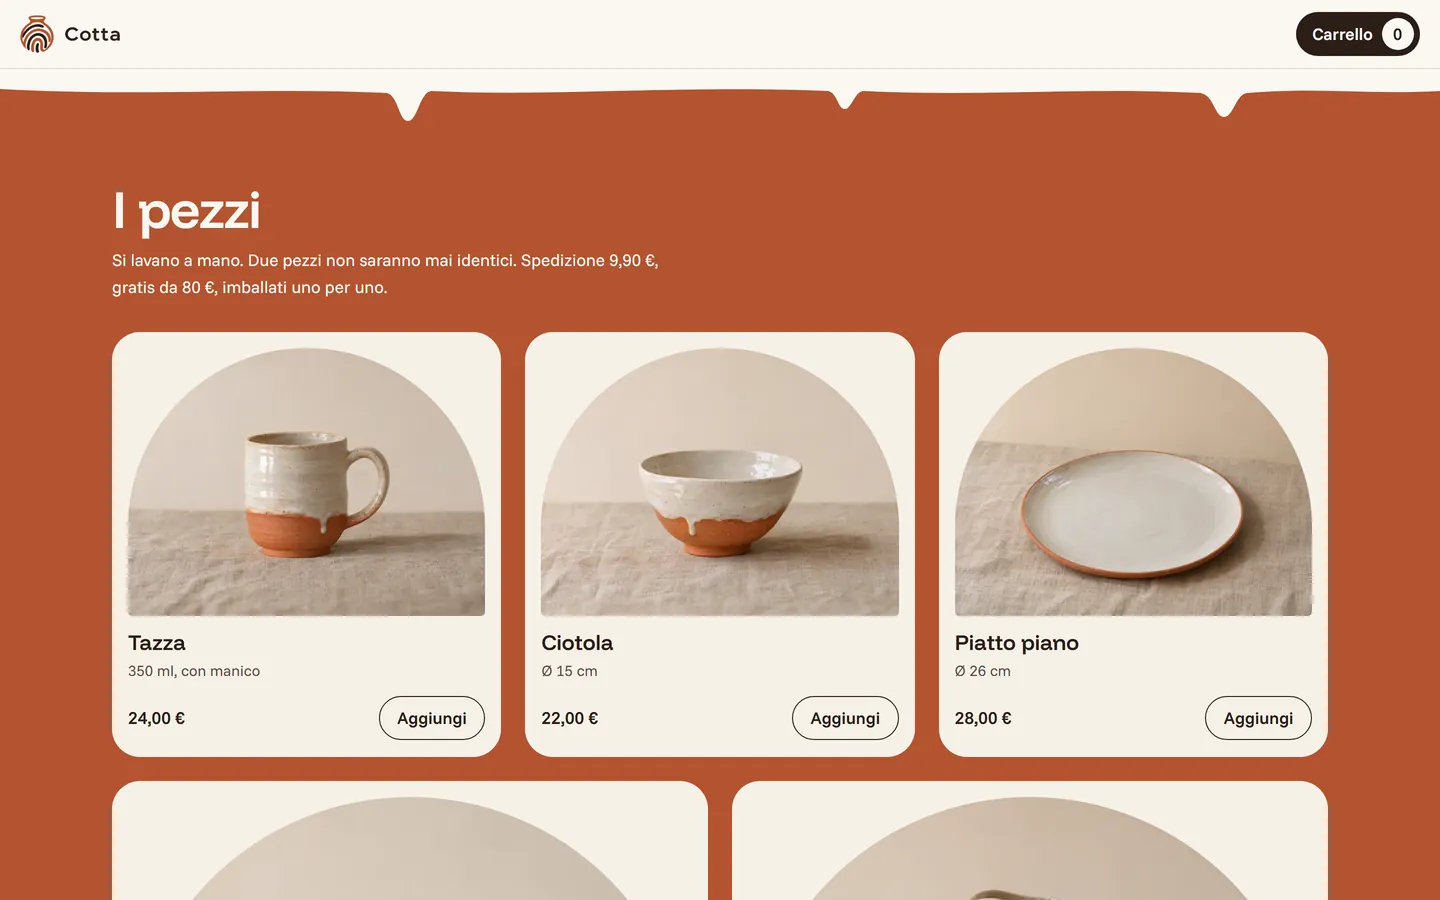 Cotta
Carrello 0
I pezzi
Si lavano a mano. Due pezzi non saranno mai identici. Spedizione 9,90 €,
gratis da 80 €, imballati uno per uno.
Tazza
350 ml, con manico
24,00 €
Aggiungi
Ciotola
Ø 15 cm
22,00 €
Aggiungi
Piatto piano
Ø 26 cm
28,00 €
Aggiungi